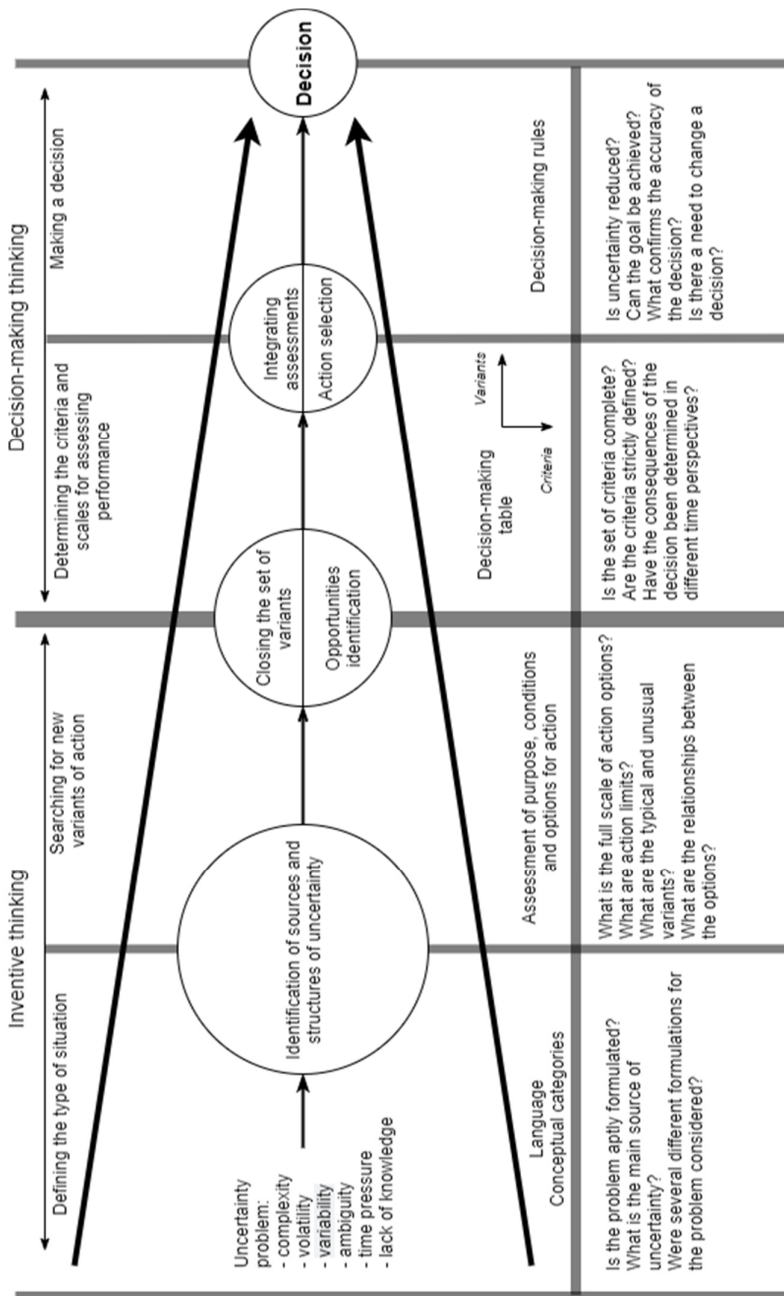 Inventive thinking
Decision-making thinking
Defining the type of situation
Searching for new
variants of action
Determining the criteria and
scales for assessing
performance
Making a decision
Uncertainty
problem:
- complexity
- volatility
- variability
- ambiguity
- time pressure
- lack of knowledge
Identification of sources and
structures of uncertainty
Closing the set of
variants
Opportunities
identification
Integrating
assessments
Action selection
Decision
Language
Conceptual categories
Assessment of purpose, conditions
and options for action
Decision-making
table
Variants
Criteria
Decision-making rules
Is the problem aptly formulated?
What is the main source of
uncertainty?
Were several different formulations for
the problem considered?
What is the full scale of action options?
What are action limits?
What are the typical and unusual
variants?
What are the relationships between
the options?
Is the set of criteria complete?
Are the criteria strictly defined?
Have the consequences of the
decision been determined in
different time perspectives?
Is uncertainty reduced?
Can the goal be achieved?
What confirms the accuracy of
the decision?
Is there a need to change a
decision?